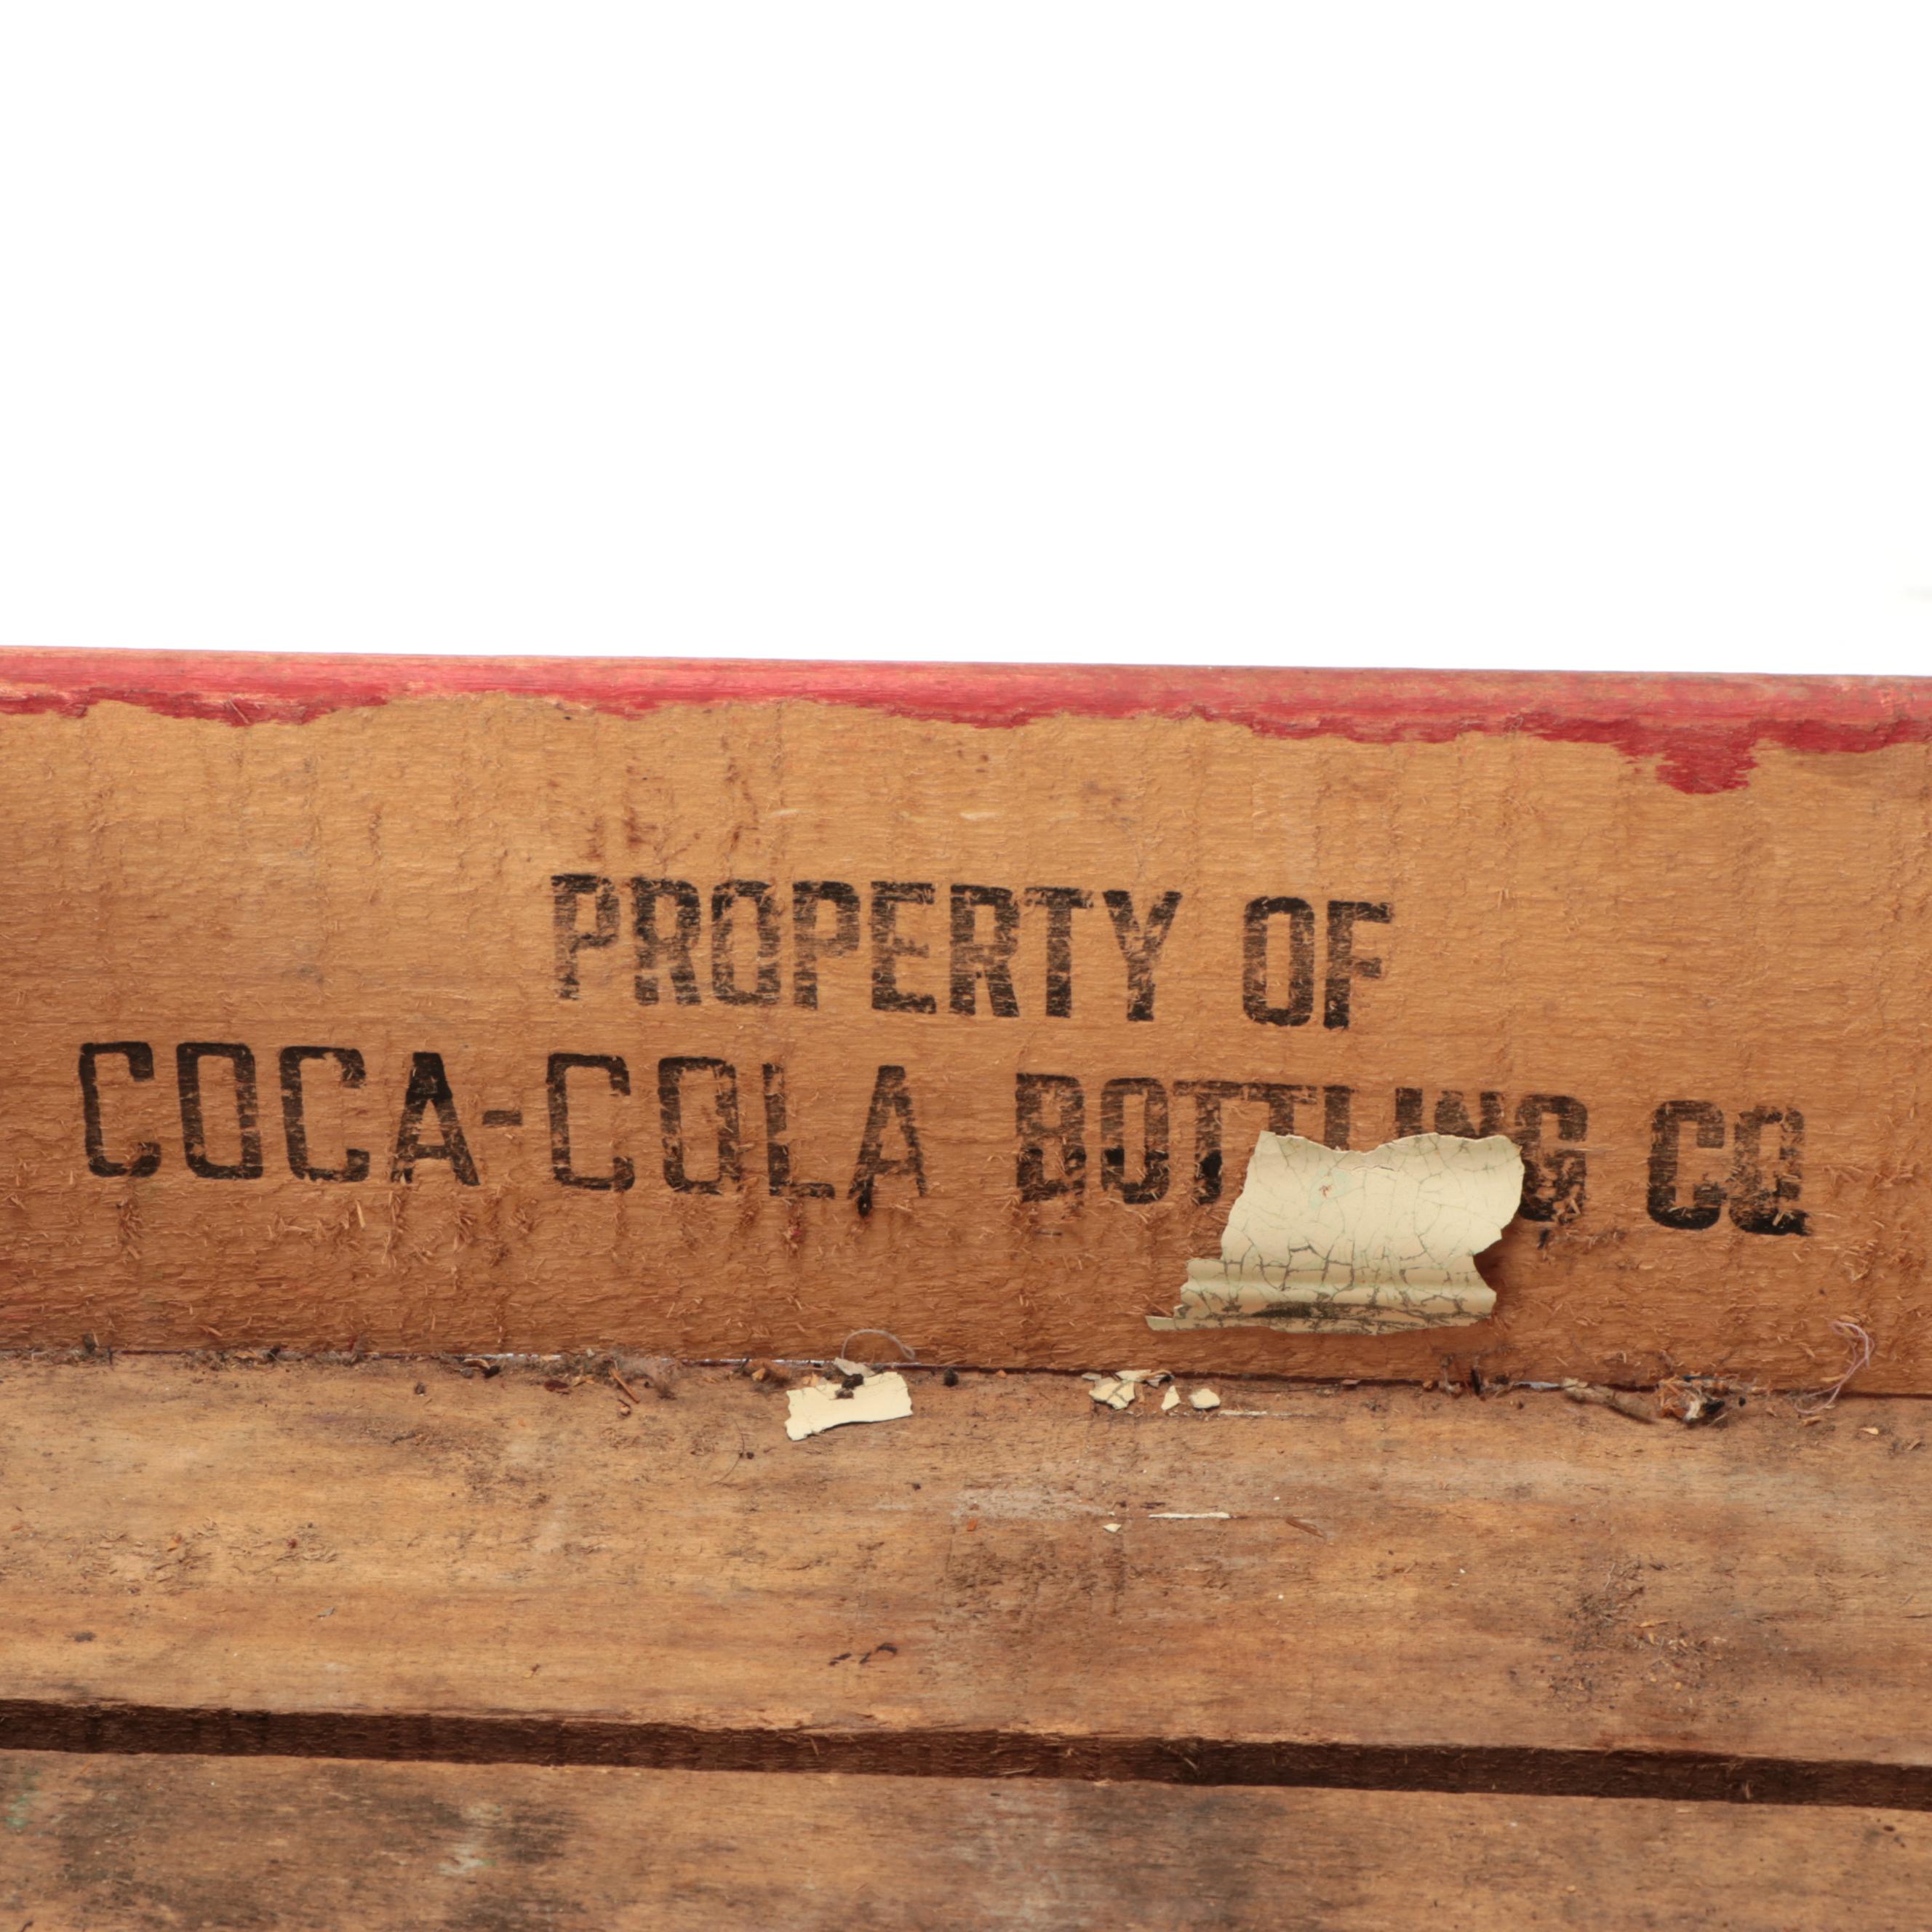 PROPERTY OF
COCA-COLA BOTTLING CO